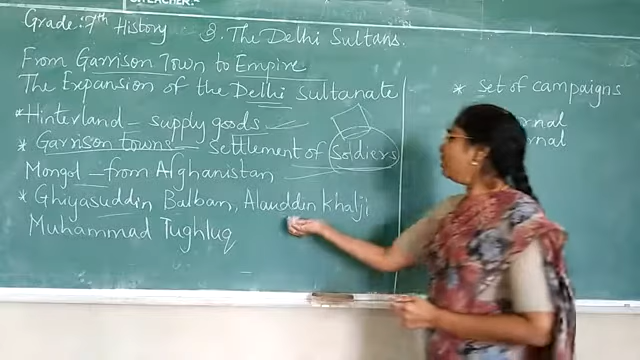 TEACHER:
Grade: 7th History 3. The Delhi Sultans.
From Garrison Town to Empire
The Expansion of the Delhi Sultanate
* Hinterland - supply goods
* Garrison towns - Settlement of Soldiers
Mongol - from Afghanistan
* Ghiyasuddin Balban, Alauddin Khalji,
Muhammad Tughluq
* set of campaigns